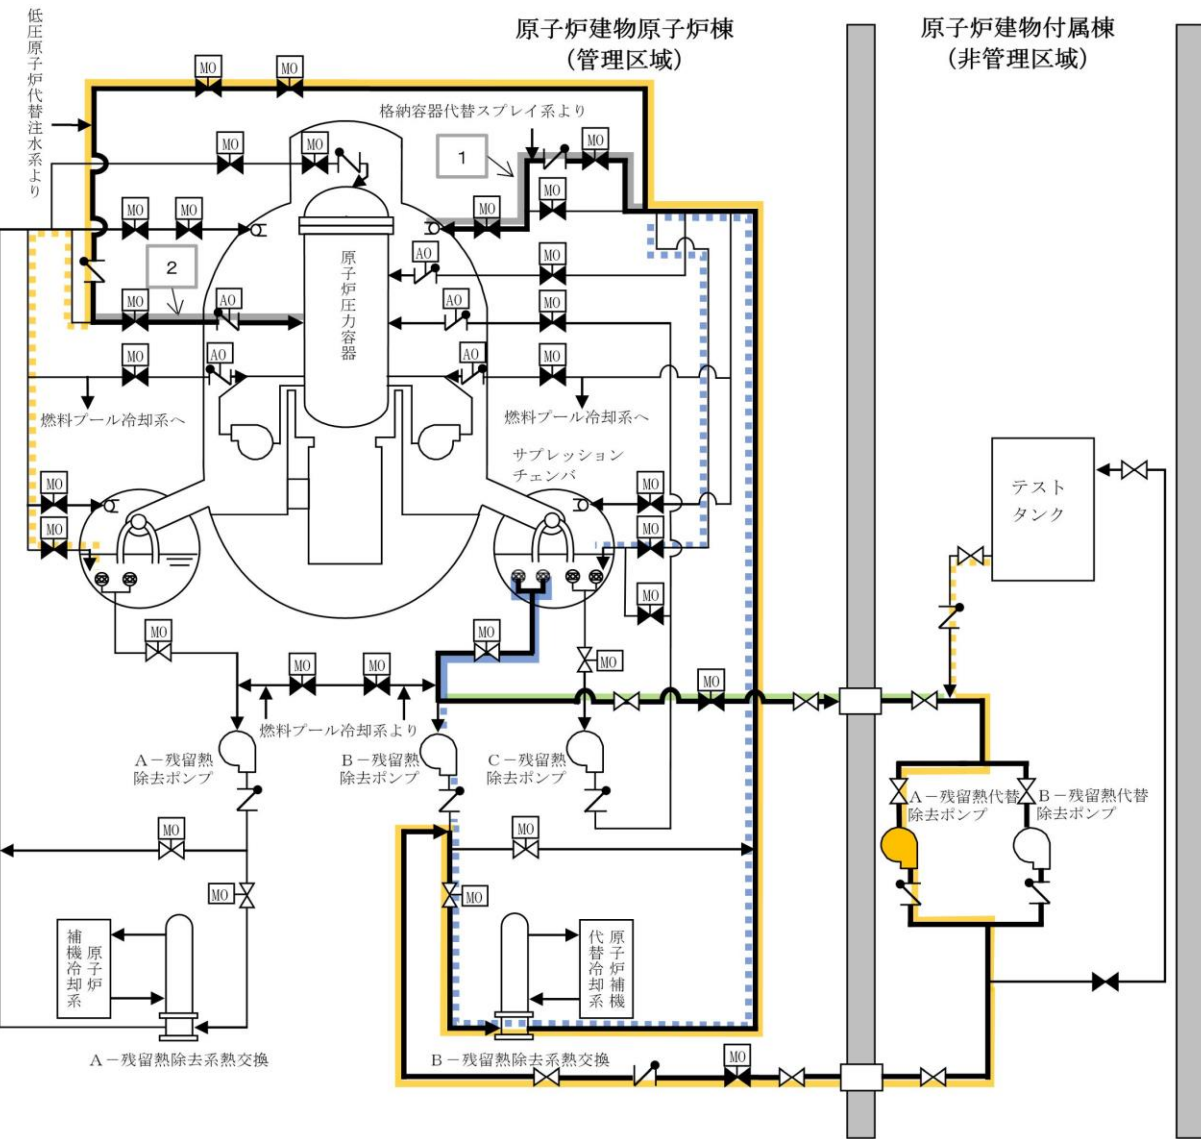 原子炉建物原子炉棟
（管理区域）
原子炉建物付属棟
（非管理区域）
低圧原子炉代替注水系より
格納容器代替スプレイ系より
MO
MO
MO
MO
MO
1
MO
MO
MO
MO
MO
2
原子炉圧力容器
AO
MO
MO
AO
AO
MO
MO
AO
AO
MO
燃料プール冷却系へ
燃料プール冷却系へ
サプレッション
チェンバ
テスト
タンク
MO
MO
MO
MO
MO
MO
MO
MO
MO
MO
MO
燃料プール冷却系より
A－残留熱
除去ポンプ
B－残留熱
除去ポンプ
C－残留熱
除去ポンプ
A－残留熱代替
除去ポンプ
B－残留熱代替
除去ポンプ
MO
MO
MO
MO
原子炉
補機冷却系
原子炉補機
代替冷却系
A－残留熱除去系熱交換
B－残留熱除去系熱交換
MO